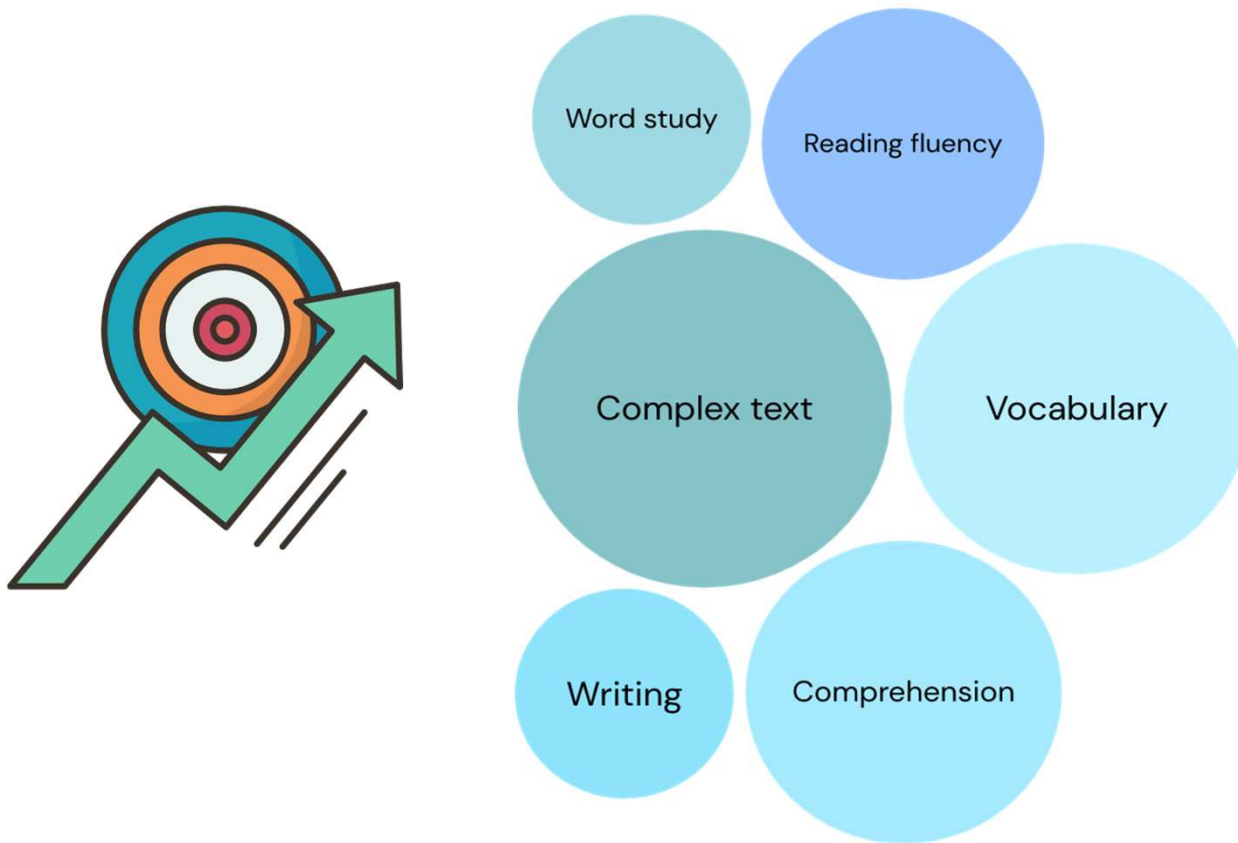 Word study
Reading fluency
Complex text
Vocabulary
Writing
Comprehension